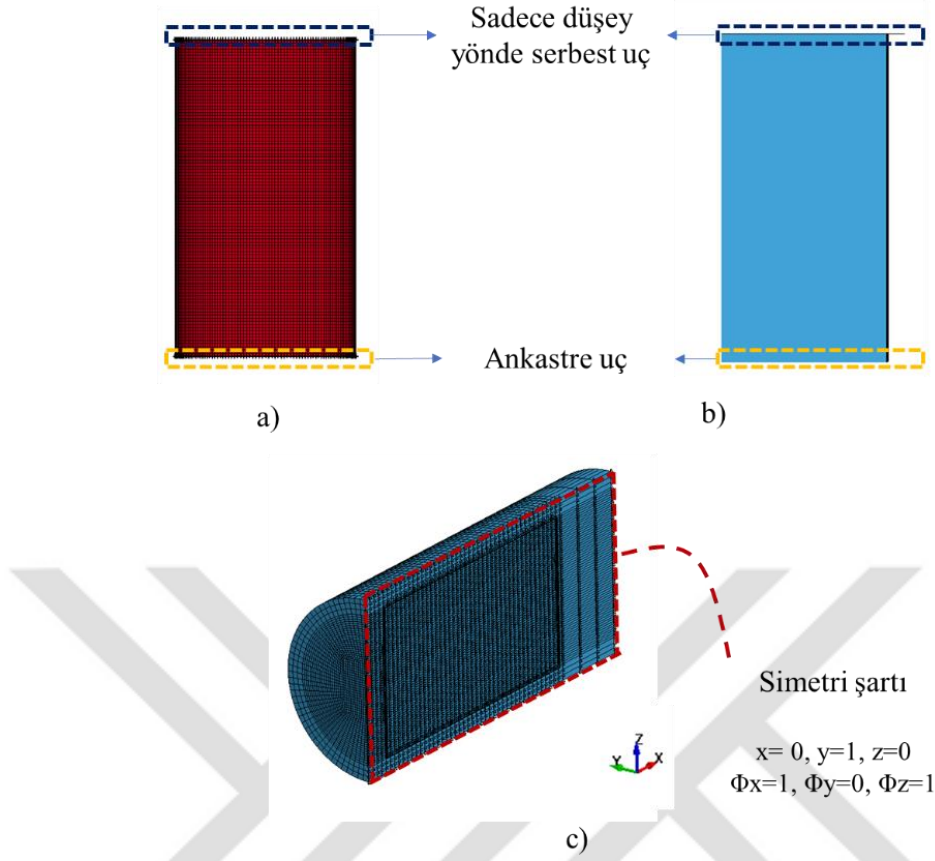 Sadece düşey
yönde serbest uç
Ankastre uç
a)
b)
Z
Y
X
Simetri şartı
x= 0, y=1, z=0
Φx=1, Φy=0, Φz=1
c)